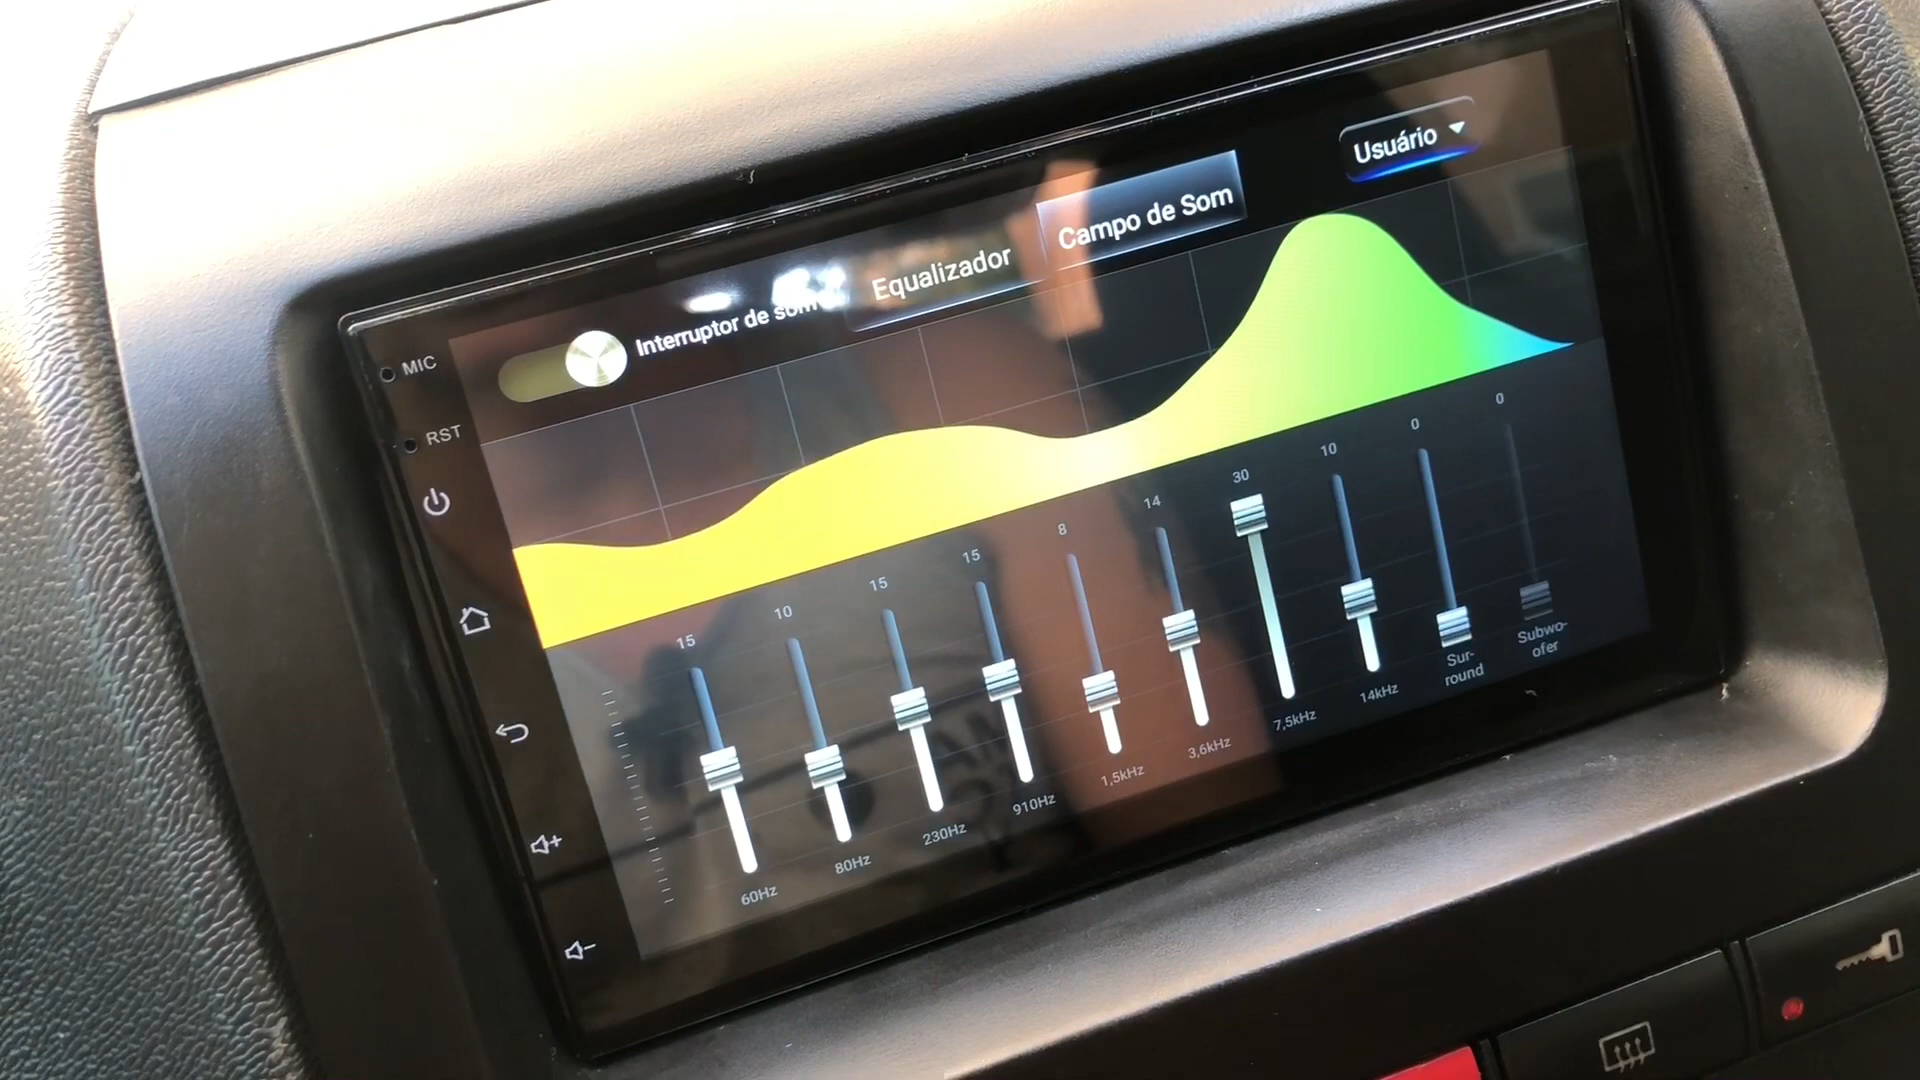 Usuário
Campo de Som
Equalizador
Interruptor de som
MIC
RST
15
10
15
15
8
14
30
10
0
0
60Hz
80Hz
230Hz
910Hz
1,5kHz
3,6kHz
7,5kHz
14kHz
Sur-
round
Subwo-
ofer